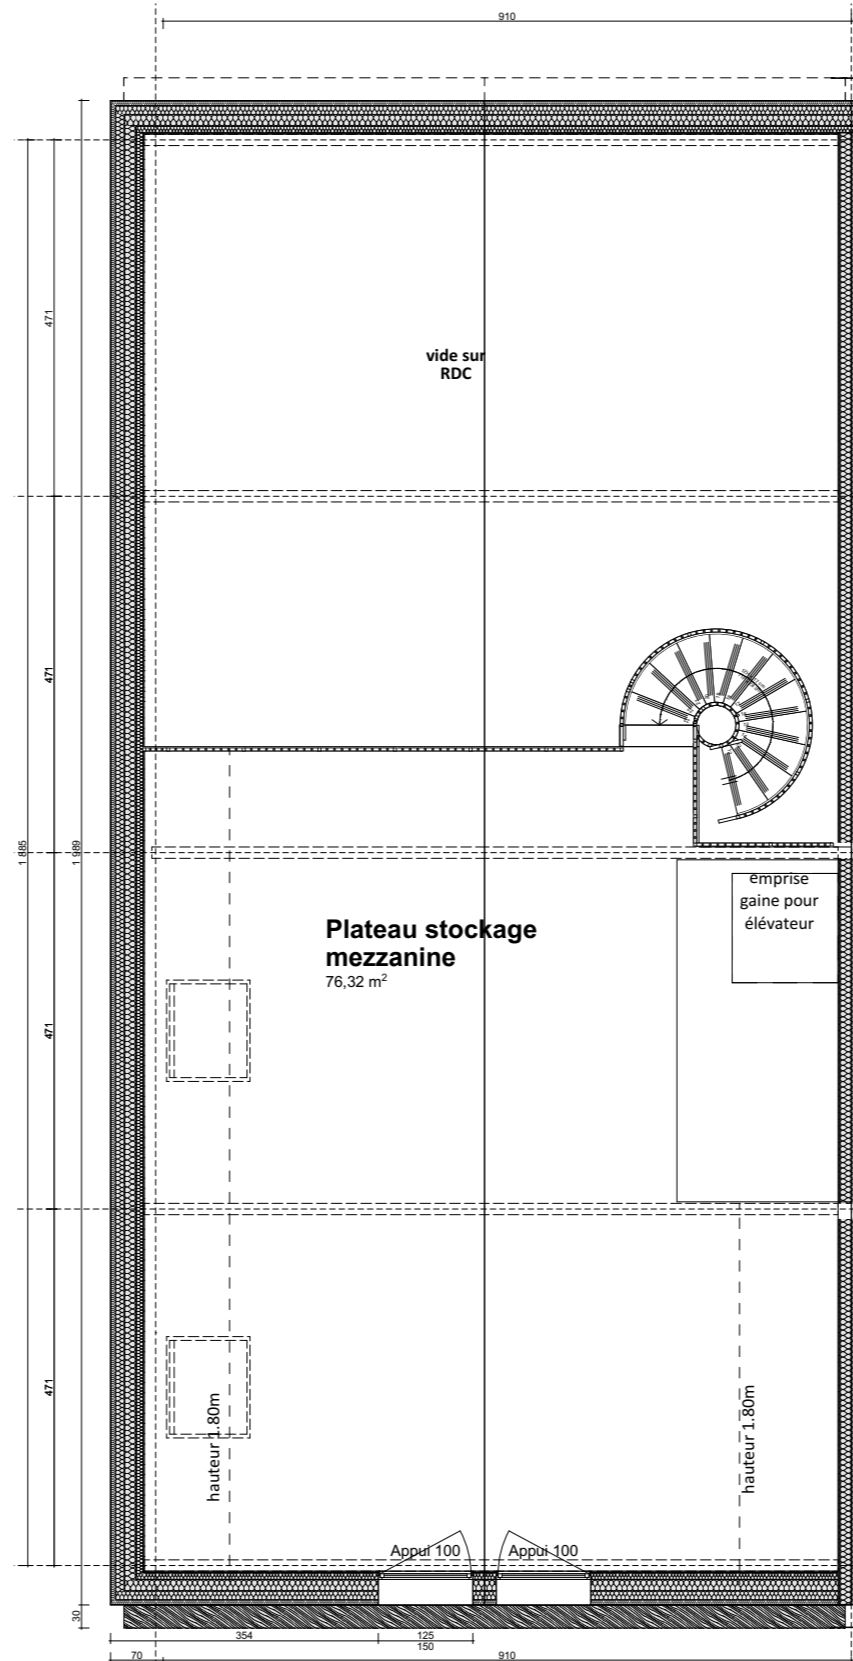 910
471
vide sur
RDC
471
1 885
1 989
emprise
gaine pour
élévateur
Plateau stockage
mezzanine
76,32 m²
471
471
hauteur 1.80m
hauteur 1.80m
Appui 100
Appui 100
30
354
125
150
70
910